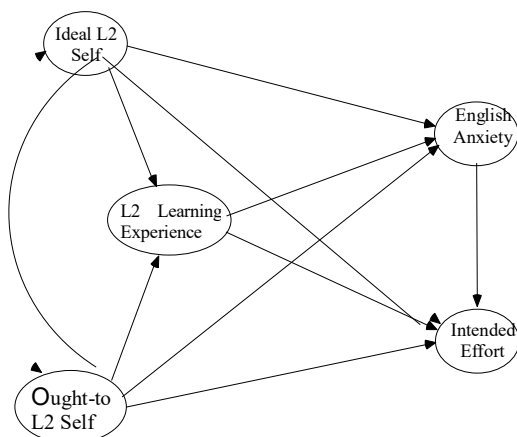 Ideal L2
Self
English
Anxiety
L2 Learning
Experience
Intended
Effort
Ought-to
L2 Self